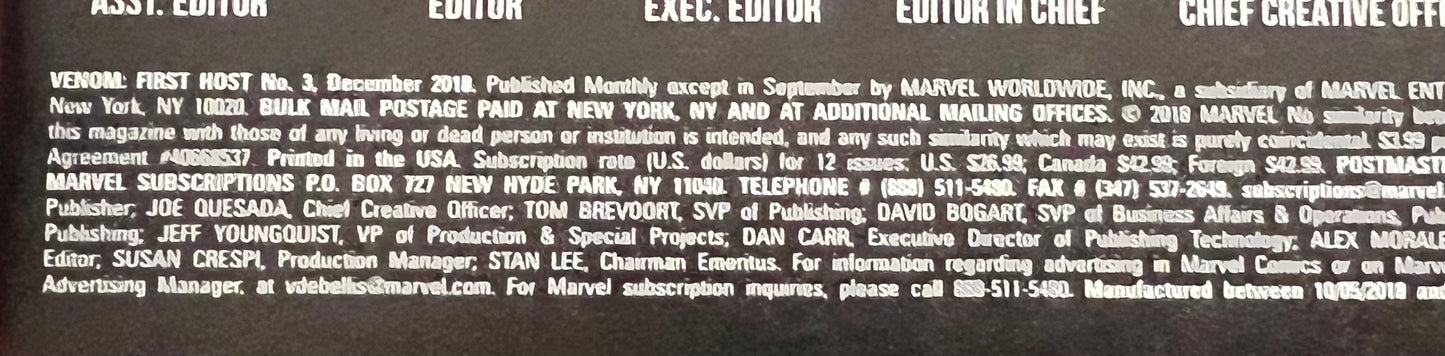 ASST. EDITOR EDITOR EXEC. EDITOR EDITOR IN CHIEF CHIEF CREATIVE OFFI
VENOM: FIRST HOST No. 3, December 2018. Published Monthly except in September by MARVEL WORLDWIDE, INC., a subsidiary of MARVEL ENT
New York, NY 10020. BULK MAIL POSTAGE PAID AT NEW YORK, NY AND AT ADDITIONAL MAILING OFFICES. © 2018 MARVEL No similarity bet
this magazine with those of any living or dead person or institution is intended, and any such similarity which may exist is purely coincidental. $3.99 p
Agreement #40668537. Printed in the USA. Subscription rate (U.S. dollars) for 12 issues: U.S. $26.99; Canada $42.99; Foreign $42.99. POSTMAST
MARVEL SUBSCRIPTIONS P.O. BOX 727 NEW HYDE PARK, NY 11040. TELEPHONE # (888) 511-5480. FAX # (347) 537-2649. subscriptions@marvel
Publisher; JOE QUESADA, Chief Creative Officer; TOM BREVOORT, SVP of Publishing; DAVID BOGART, SVP of Business Affairs & Operations, Pub
Publishing; JEFF YOUNGQUIST, VP of Production & Special Projects; DAN CARR, Executive Director of Publishing Technology; ALEX MORALE
Editor; SUSAN CRESPI, Production Manager; STAN LEE, Chairman Emeritus. For information regarding advertising in Marvel Comics or on Marv
Advertising Manager, at vdebellis@marvel.com. For Marvel subscription inquiries, please call 888-511-5480. Manufactured between 10/05/2018 and